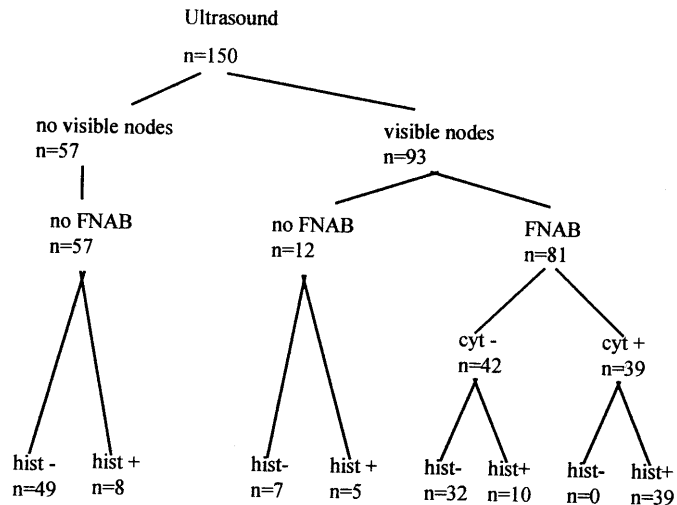 Ultrasound
n=150
no visible nodes
n=57
visible nodes
n=93
no FNAB
n=57
no FNAB
n=12
FNAB
n=81
cyt -
n=42
cyt +
n=39
hist -
n=49
hist +
n=8
hist-
n=7
hist +
n=5
hist-
n=32
hist+
n=10
hist-
n=0
hist+
n=39